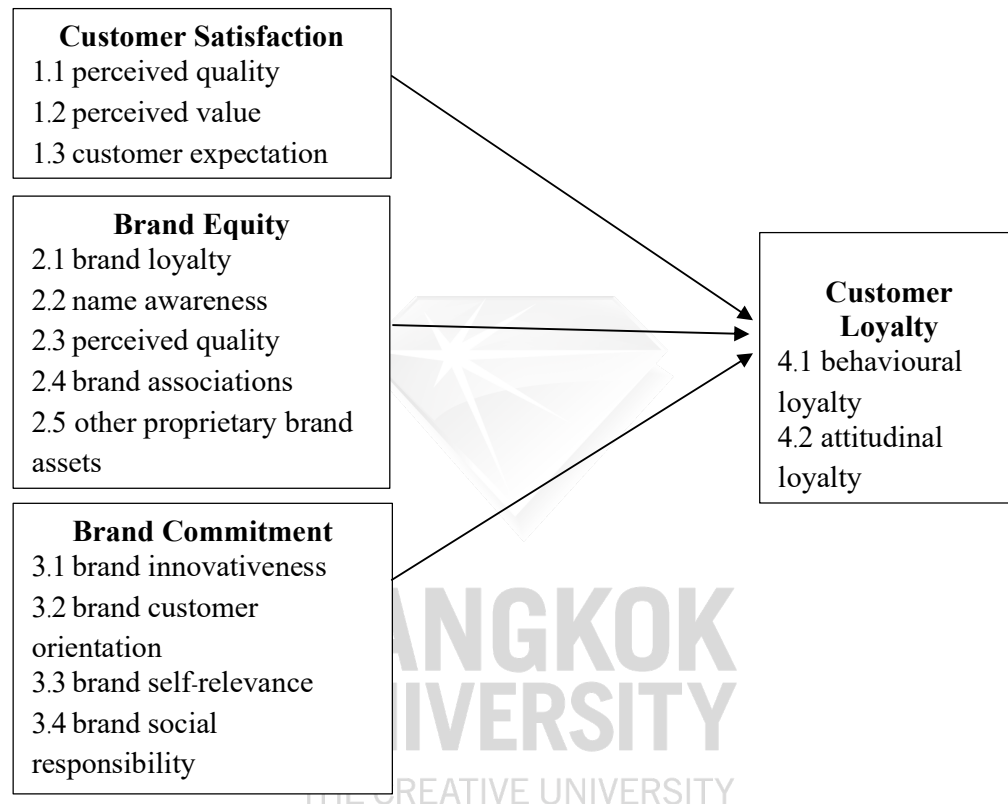 Customer Satisfaction
1.1 perceived quality
1.2 perceived value
1.3 customer expectation
Brand Equity
2.1 brand loyalty
2.2 name awareness
2.3 perceived quality
2.4 brand associations
2.5 other proprietary brand
assets
Brand Commitment
3.1 brand innovativeness
3.2 brand customer
orientation
3.3 brand self-relevance
3.4 brand social
responsibility
Customer
Loyalty
4.1 behavioural
loyalty
4.2 attitudinal
loyalty
BANGKOK
UNIVERSITY
THE CREATIVE UNIVERSITY